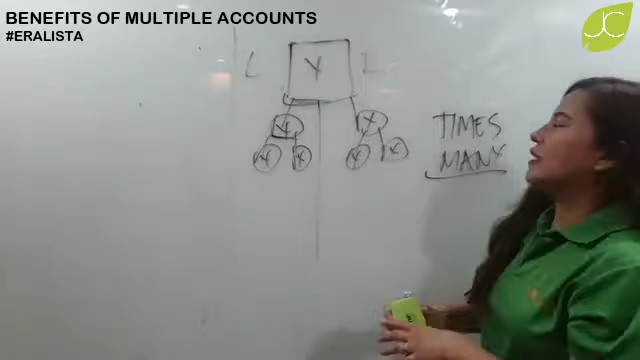 BENEFITS OF MULTIPLE ACCOUNTS
#ERALISTA
JC
L Y
Y Y
Y Y Y Y
TIMES
MANY